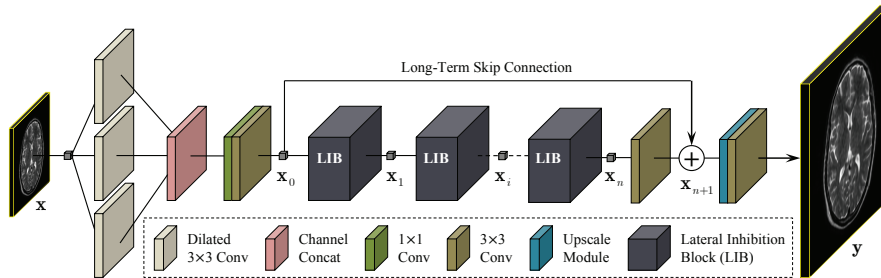 Long-Term Skip Connection
x
LIB
LIB
LIB
x₀
x₁
xᵢ
xₙ
xₙ₊₁
y
Dilated
3×3 Conv
Channel
Concat
1×1
Conv
3×3
Conv
Upscale
Module
Lateral Inhibition
Block (LIB)